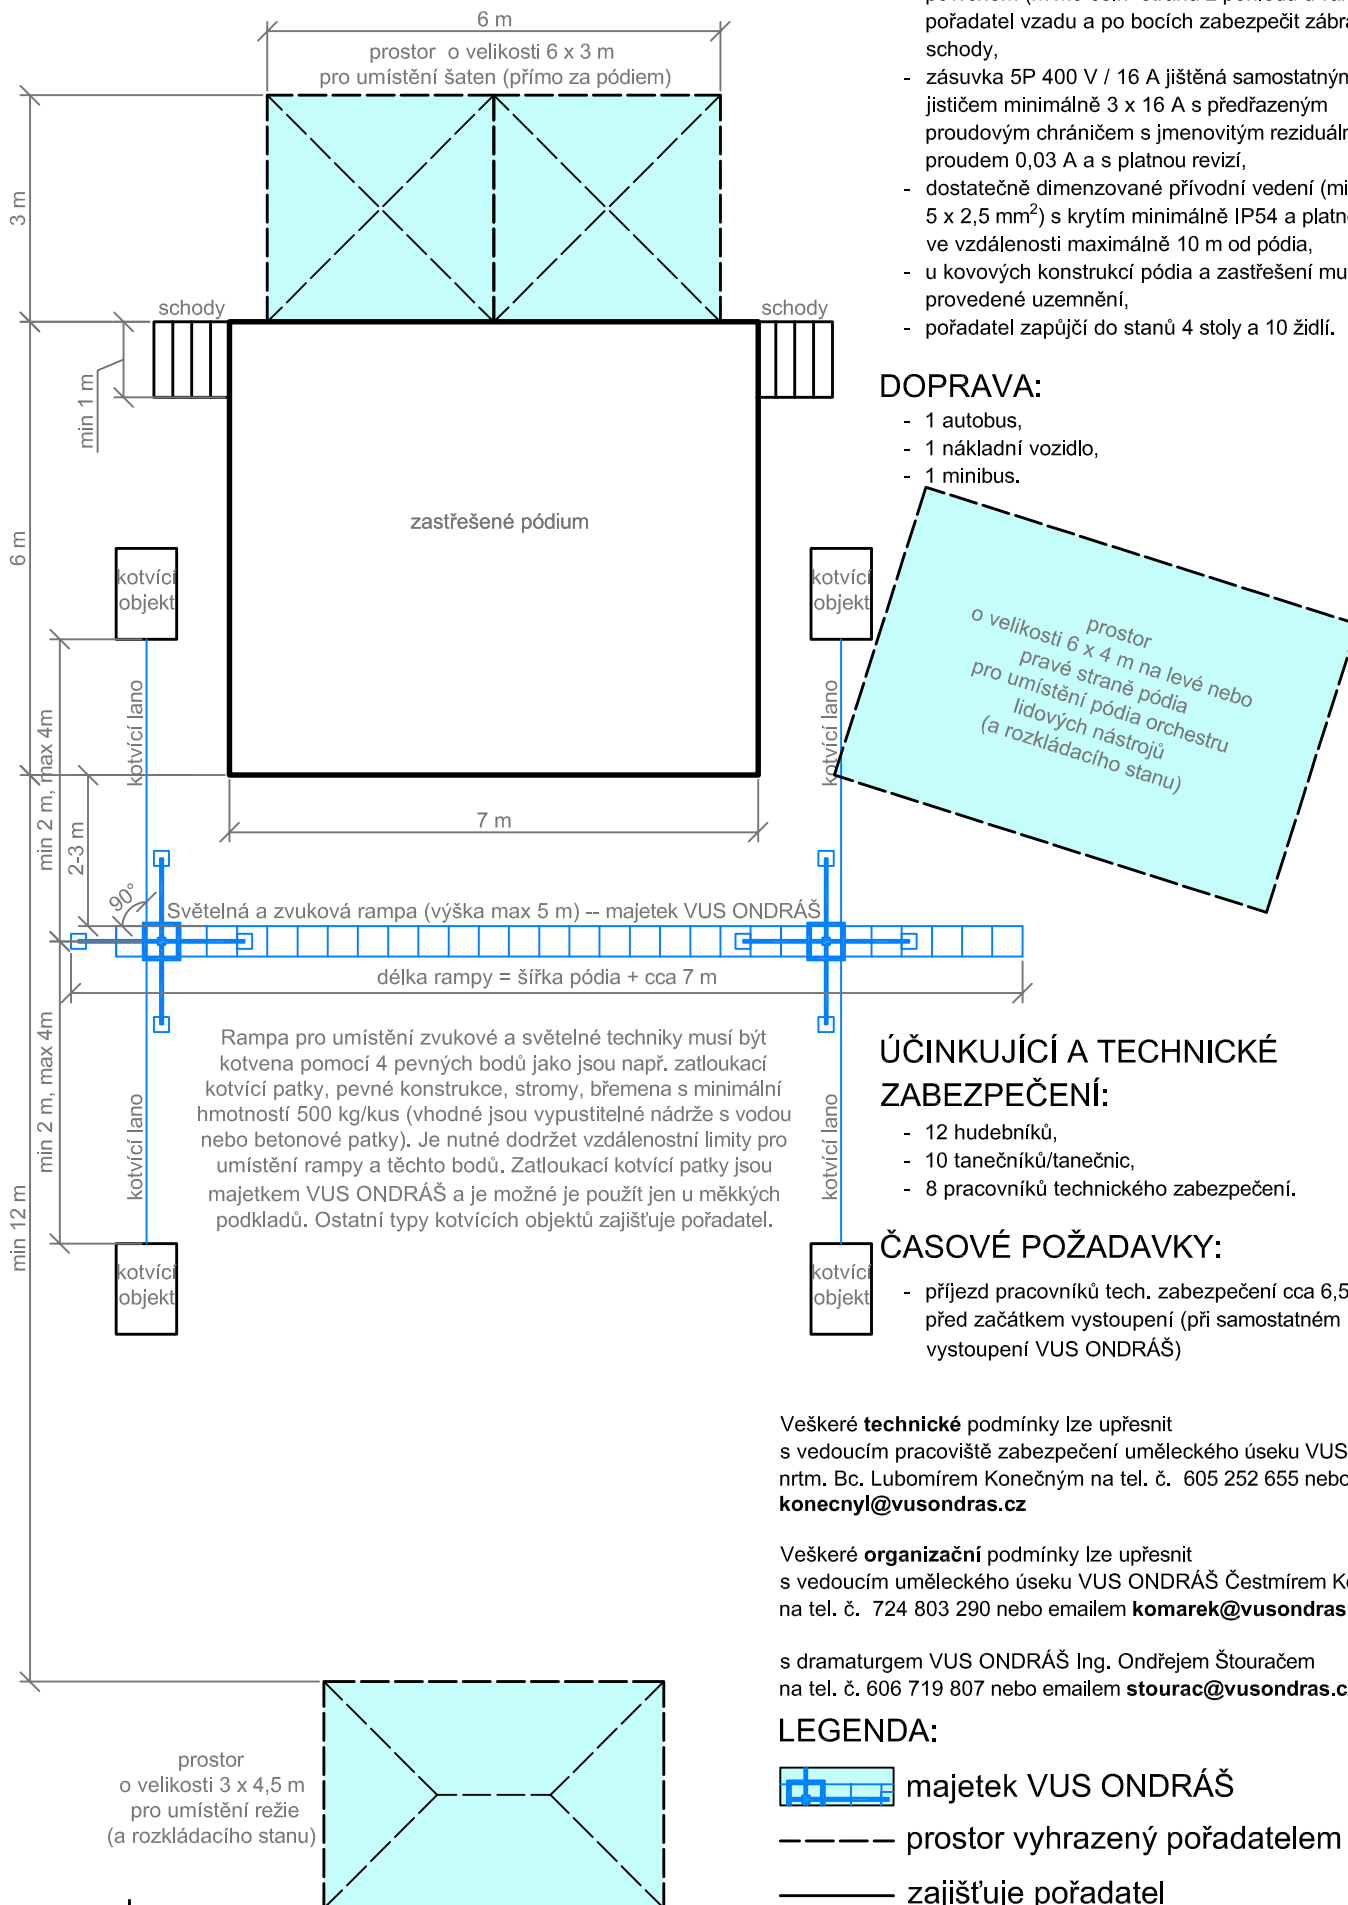 6 m
prostor o velikosti 6 x 3 m
pro umístění šaten (přímo za pódiem)
3 m
schody
schody
min 1 m
zastřešené pódium
6 m
kotvící
objekt
kotvící
objekt
kotvící lano
kotvící lano
min 2 m, max 4m
2-3 m
7 m
90°
Světelná a zvuková rampa (výška max 5 m) -- majetek VUS ONDRÁŠ
délka rampy = šířka pódia + cca 7 m
prostor
o velikosti 6 x 4 m na levé nebo
pravé straně pódia
pro umístění pódia orchestru
lidových nástrojů
(a rozkládacího stanu)
Rampa pro umístění zvukové a světelné techniky musí být
kotvena pomocí 4 pevných bodů jako jsou např. zatloukací
kotvící patky, pevné konstrukce, stromy, břemena s minimální
hmotností 500 kg/kus (vhodné jsou vypustitelné nádrže s vodou
nebo betonové patky). Je nutné dodržet vzdálenostní limity pro
umístění rampy a těchto bodů. Zatloukací kotvící patky jsou
majetkem VUS ONDRÁŠ a je možné je použít jen u měkkých
podkladů. Ostatní typy kotvících objektů zajišťuje pořadatel.
min 2 m, max 4m
kotvící lano
kotvící lano
min 12 m
kotvící
objekt
kotvící
objekt
prostor
o velikosti 3 x 4,5 m
pro umístění režie
(a rozkládacího stanu)
pořadatel vzadu a po bocích zabezpečit
schody,
- zásuvka 5P 400 V / 16 A jištěná samostatným
jističem minimálně 3 x 16 A s předřazeným
proudovým chráničem s jmenovitým
proudem 0,03 A a s platnou revizí,
- dostatečně dimenzované přívodní vedení
5 x 2,5 mm²) s krytím minimálně IP54 a
ve vzdálenosti maximálně 10 m od pódia,
- u kovových konstrukcí pódia a zastřešení
provedené uzemnění,
- pořadatel zapůjčí do stanů 4 stoly a 10 židlí.
DOPRAVA:
- 1 autobus,
- 1 nákladní vozidlo,
- 1 minibus.
ÚČINKUJÍCÍ A TECHNICKÉ
ZABEZPEČENÍ:
- 12 hudebníků,
- 10 tanečníků/tanečnic,
- 8 pracovníků technického zabezpečení.
ČASOVÉ POŽADAVKY:
- příjezd pracovníků tech. zabezpečení cca 6,5
před začátkem vystoupení (při samostatném
vystoupení VUS ONDRÁŠ)
Veškeré technické podmínky lze upřesnit
s vedoucím pracoviště zabezpečení uměleckého úseku VUS
nrtm. Bc. Lubomírem Konečným na tel. č. 605 252 655 nebo
konecnyl@vusondras.cz
Veškeré organizační podmínky lze upřesnit
s vedoucím uměleckého úseku VUS ONDRÁŠ Čestmírem
na tel. č. 724 803 290 nebo emailem komarek@vusondras
s dramaturgem VUS ONDRÁŠ Ing. Ondřejem Štouračem
na tel. č. 606 719 807 nebo emailem stourac@vusondras.c
LEGENDA:
majetek VUS ONDRÁŠ
prostor vyhrazený pořadatelem
zajišťuje pořadatel